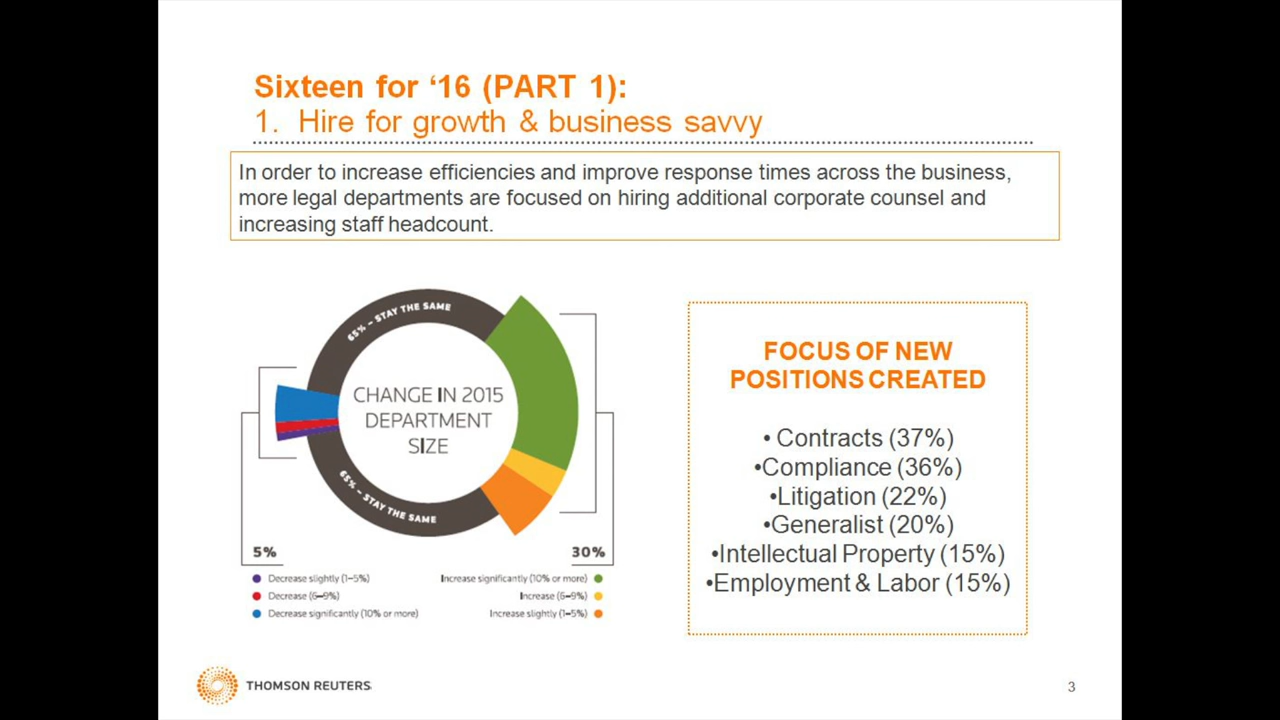 Sixteen for ‘16 (PART 1):
1. Hire for growth & business savvy
In order to increase efficiencies and improve response times across the business,
more legal departments are focused on hiring additional corporate counsel and
increasing staff headcount.
65% – STAY THE SAME
CHANGE IN 2015
DEPARTMENT
SIZE
65% – STAY THE SAME
5%
30%
Decrease slightly (1–5%)
Decrease (6–9%)
Decrease significantly (10% or more)
Increase significantly (10% or more)
Increase (6–9%)
Increase slightly (1–5%)
FOCUS OF NEW
POSITIONS CREATED
• Contracts (37%)
•Compliance (36%)
•Litigation (22%)
•Generalist (20%)
•Intellectual Property (15%)
•Employment & Labor (15%)
THOMSON REUTERS
3